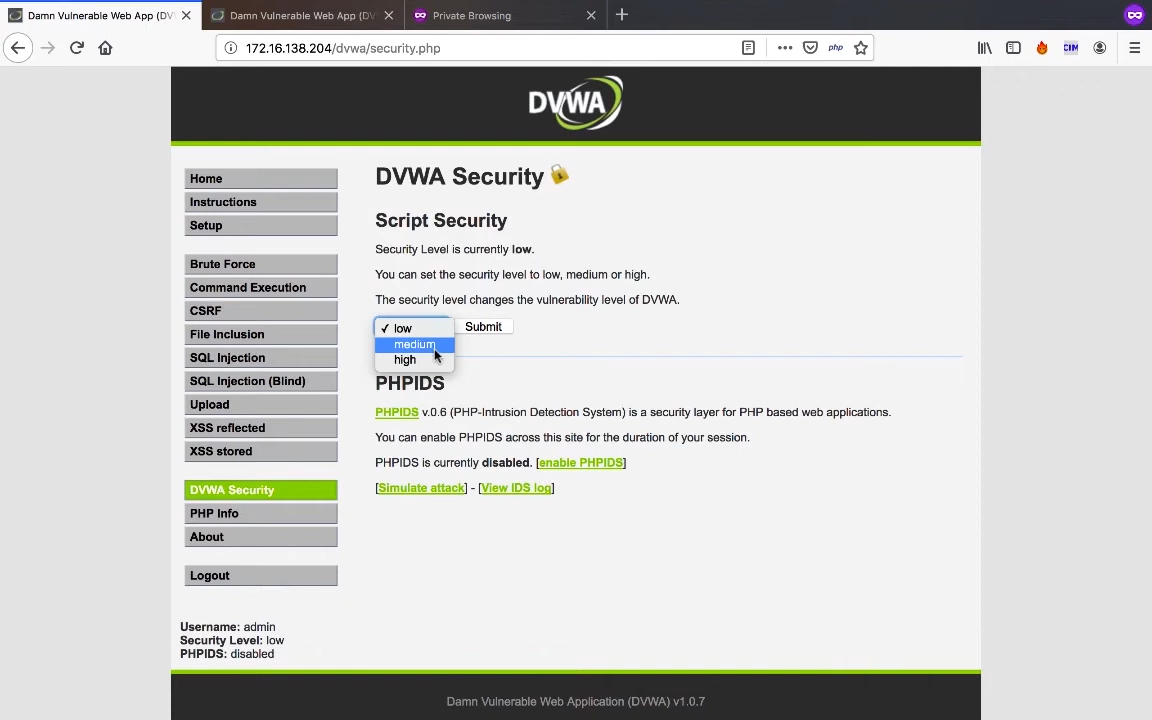 Damn Vulnerable Web App (DV
Damn Vulnerable Web App (DV
Private Browsing
172.16.138.204/dvwa/security.php
php
CIM
DVWA
Home
Instructions
Setup
Brute Force
Command Execution
CSRF
File Inclusion
SQL Injection
SQL Injection (Blind)
Upload
XSS reflected
XSS stored
DVWA Security
PHP Info
About
Logout
DVWA Security
Script Security
Security Level is currently low.
You can set the security level to low, medium or high.
The security level changes the vulnerability level of DVWA.
✓ low
medium
high
Submit
PHPIDS
PHPIDS v.0.6 (PHP-Intrusion Detection System) is a security layer for PHP based web applications.
You can enable PHPIDS across this site for the duration of your session.
PHPIDS is currently disabled. [enable PHPIDS]
[Simulate attack] - [View IDS log]
Username: admin
Security Level: low
PHPIDS: disabled
Damn Vulnerable Web Application (DVWA) v1.0.7